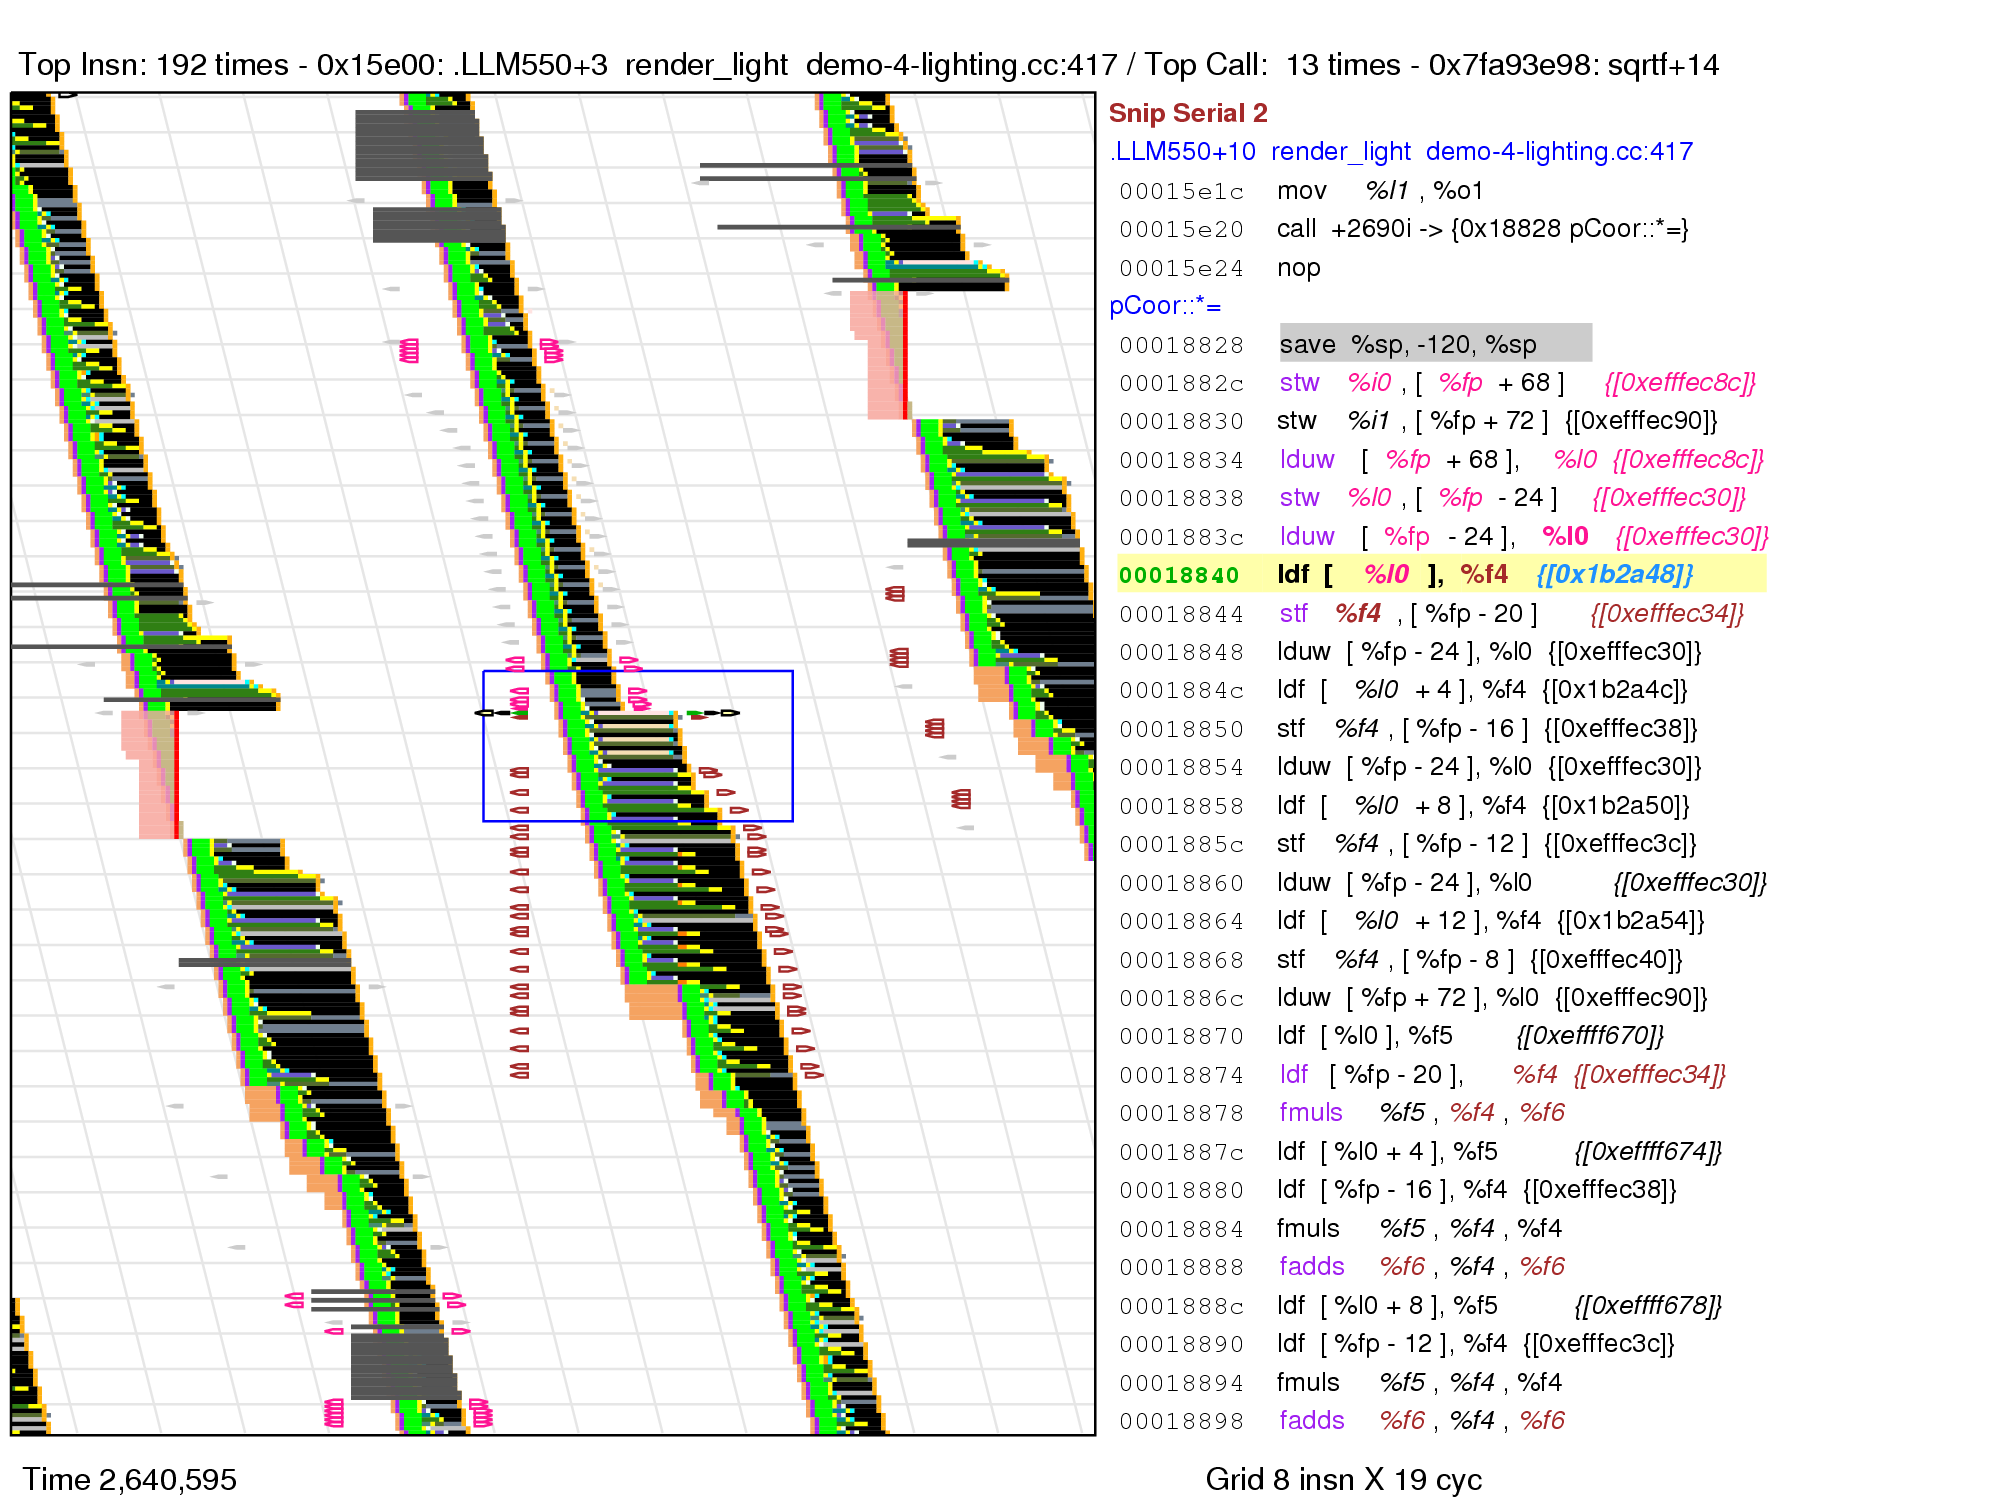 Top Insn: 192 times - 0x15e00: .LLM550+3 render_light demo-4-lighting.cc:417 / Top Call: 13 times - 0x7fa93e98: sqrtf+14
Snip Serial 2
.LLM550+10 render_light demo-4-lighting.cc:417
00015e1c mov %l1 , %o1
00015e20 call +2690i -> {0x18828 pCoor::*=}
00015e24 nop
pCoor::*=
00018828 save %sp, -120, %sp
0001882c stw %i0 , [ %fp + 68 ] {[0xefffec8c]}
00018830 stw %i1 , [ %fp + 72 ] {[0xefffec90]}
00018834 lduw [ %fp + 68 ], %l0 {[0xefffec8c]}
00018838 stw %l0 , [ %fp - 24 ] {[0xefffec30]}
0001883c lduw [ %fp - 24 ], %l0 {[0xefffec30]}
00018840 ldf [ %l0 ], %f4 {[0x1b2a48]}
00018844 stf %f4 , [ %fp - 20 ] {[0xefffec34]}
00018848 lduw [ %fp - 24 ], %l0 {[0xefffec30]}
0001884c ldf [ %l0 + 4 ], %f4 {[0x1b2a4c]}
00018850 stf %f4 , [ %fp - 16 ] {[0xefffec38]}
00018854 lduw [ %fp - 24 ], %l0 {[0xefffec30]}
00018858 ldf [ %l0 + 8 ], %f4 {[0x1b2a50]}
0001885c stf %f4 , [ %fp - 12 ] {[0xefffec3c]}
00018860 lduw [ %fp - 24 ], %l0 {[0xefffec30]}
00018864 ldf [ %l0 + 12 ], %f4 {[0x1b2a54]}
00018868 stf %f4 , [ %fp - 8 ] {[0xefffec40]}
0001886c lduw [ %fp + 72 ], %l0 {[0xefffec90]}
00018870 ldf [ %l0 ], %f5 {[0xeffff670]}
00018874 ldf [ %fp - 20 ], %f4 {[0xefffec34]}
00018878 fmuls %f5 , %f4 , %f6
0001887c ldf [ %l0 + 4 ], %f5 {[0xeffff674]}
00018880 ldf [ %fp - 16 ], %f4 {[0xefffec38]}
00018884 fmuls %f5 , %f4 , %f4
00018888 fadds %f6 , %f4 , %f6
0001888c ldf [ %l0 + 8 ], %f5 {[0xeffff678]}
00018890 ldf [ %fp - 12 ], %f4 {[0xefffec3c]}
00018894 fmuls %f5 , %f4 , %f4
00018898 fadds %f6 , %f4 , %f6
Time 2,640,595
Grid 8 insn X 19 cyc